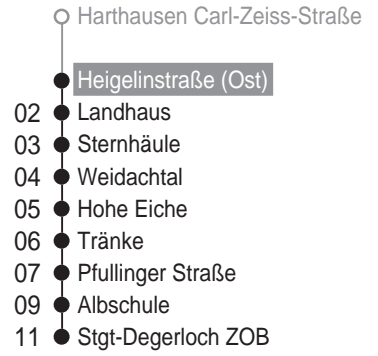 Harthausen Carl-Zeiss-Straße
Heigelinstraße (Ost)
02 Landhaus
03 Sternhäule
04 Weidachtal
05 Hohe Eiche
06 Tränke
07 Pfullinger Straße
09 Albschule
11 Stgt-Degerloch ZOB